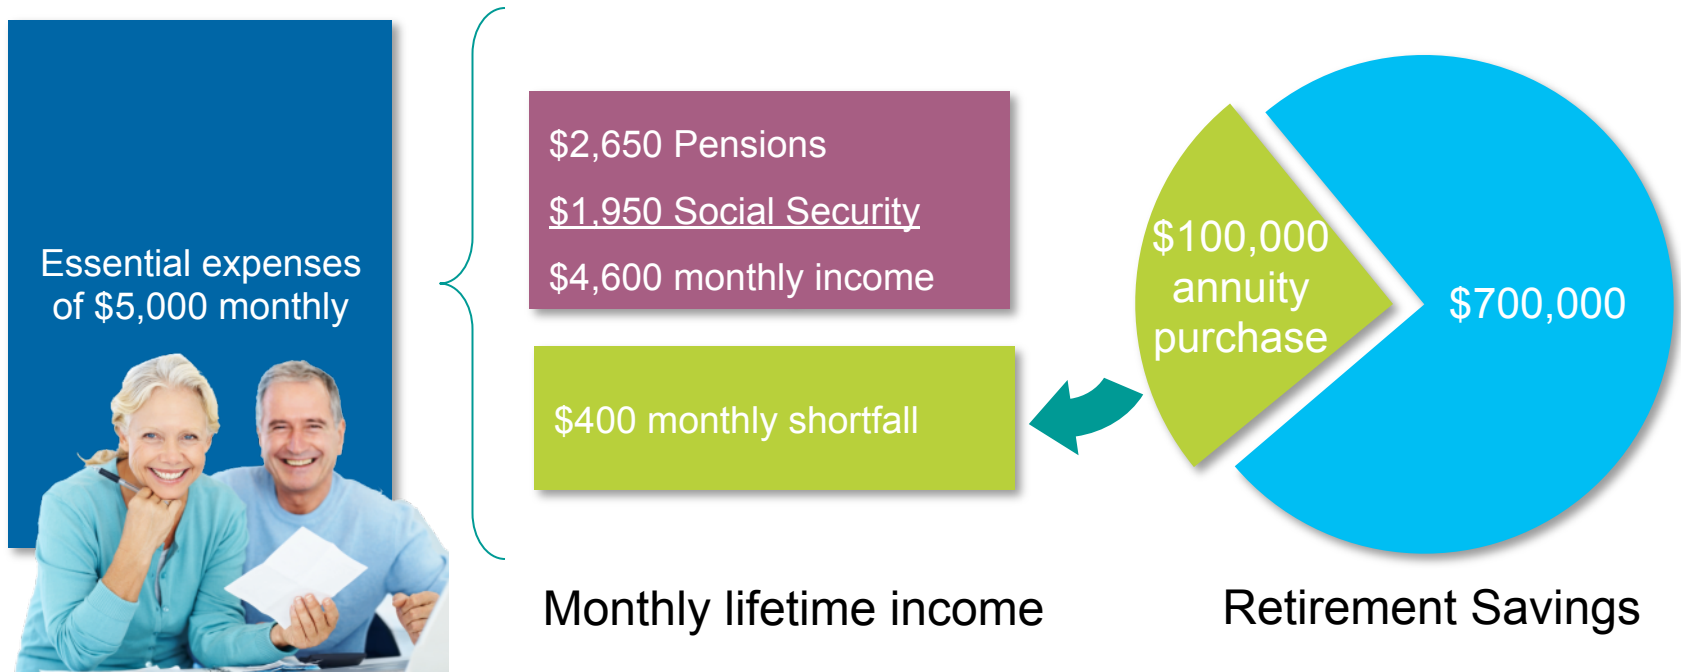 Essential expenses
of $5,000 monthly
$2,650 Pensions
$1,950 Social Security
$4,600 monthly income
$400 monthly shortfall
Monthly lifetime income
$100,000
annuity
purchase
$700,000
Retirement Savings